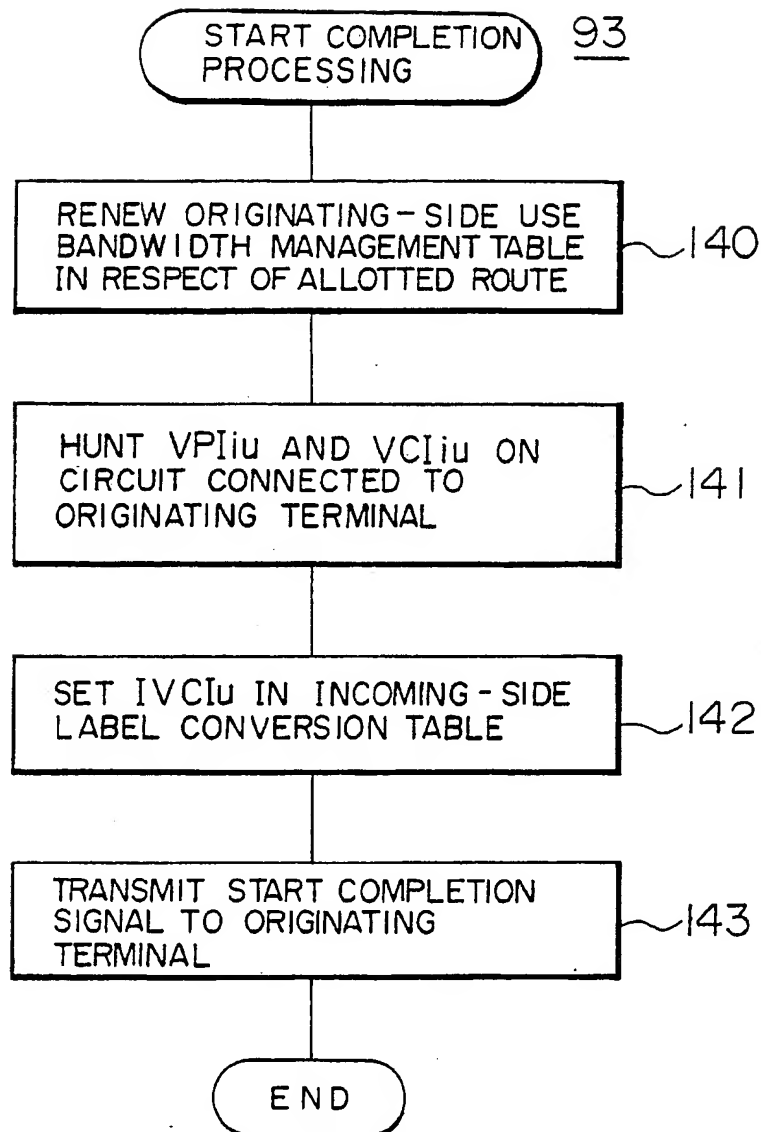 START COMPLETION
PROCESSING
93
RENEW ORIGINATING-SIDE USE
BANDWIDTH MANAGEMENT TABLE
IN RESPECT OF ALLOTTED ROUTE
140
HUNT VPIiu AND VCIiu ON
CIRCUIT CONNECTED TO
ORIGINATING TERMINAL
141
SET IVCIu IN INCOMING-SIDE
LABEL CONVERSION TABLE
142
TRANSMIT START COMPLETION
SIGNAL TO ORIGINATING
TERMINAL
143
END